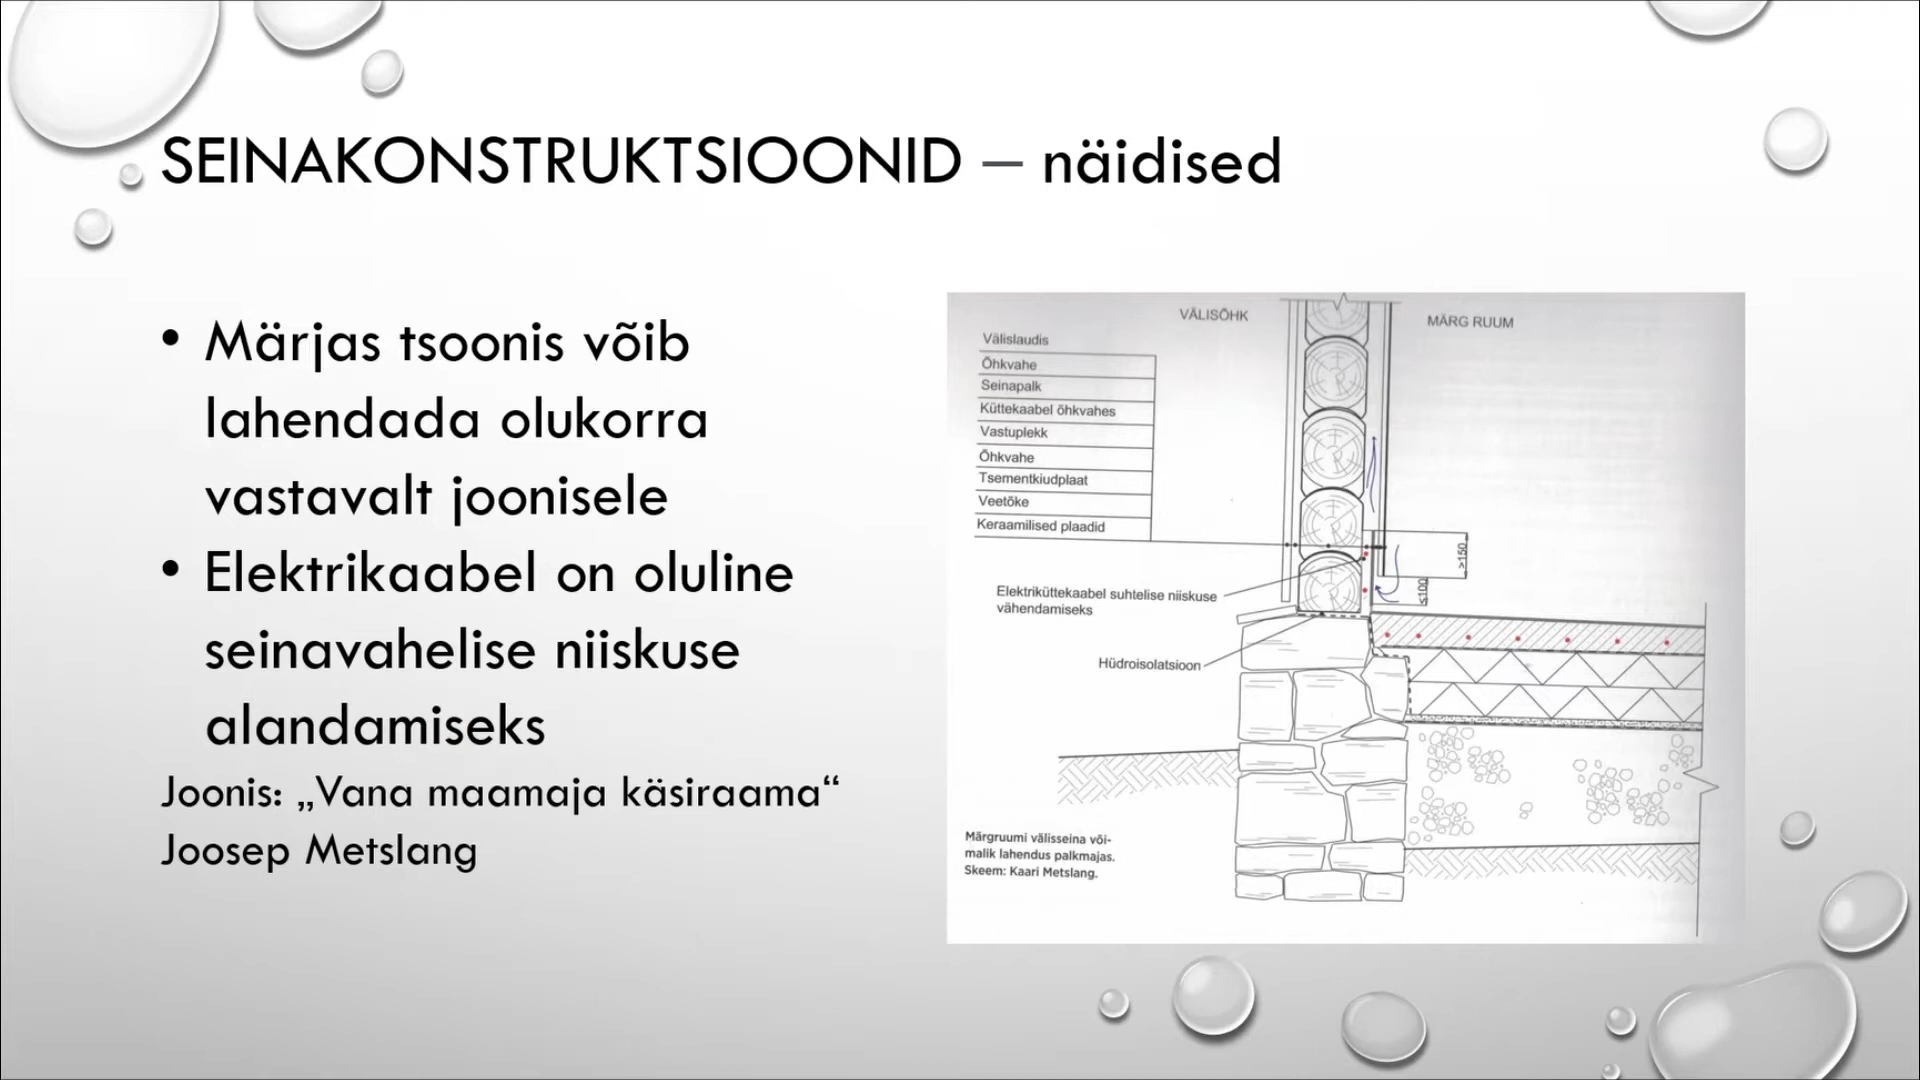 SEINAKONSTRUKTSIOONID – näidised
• Märjas tsoonis võib
lahendada olukorra
vastavalt joonisele
• Elektrikaabel on oluline
seinavahelise niiskuse
alandamiseks
Joonis: „Vana maamaja käsiraama“
Joosep Metslang
VÄLISÕHK
MÄRG RUUM
Välislaudis
Õhkvahe
Seinapalk
Küttekaabel õhkvahes
Vastuplekk
Õhkvahe
Tsementkiudplaat
Veetõke
Keraamilised plaadid
>150
≤100
Elektriküttekaabel suhtelise niiskuse
vähendamiseks
Hüdroisolatsioon
Märgruumi välisseina või-
malik lahendus palkmajas.
Skeem: Kaari Metslang.